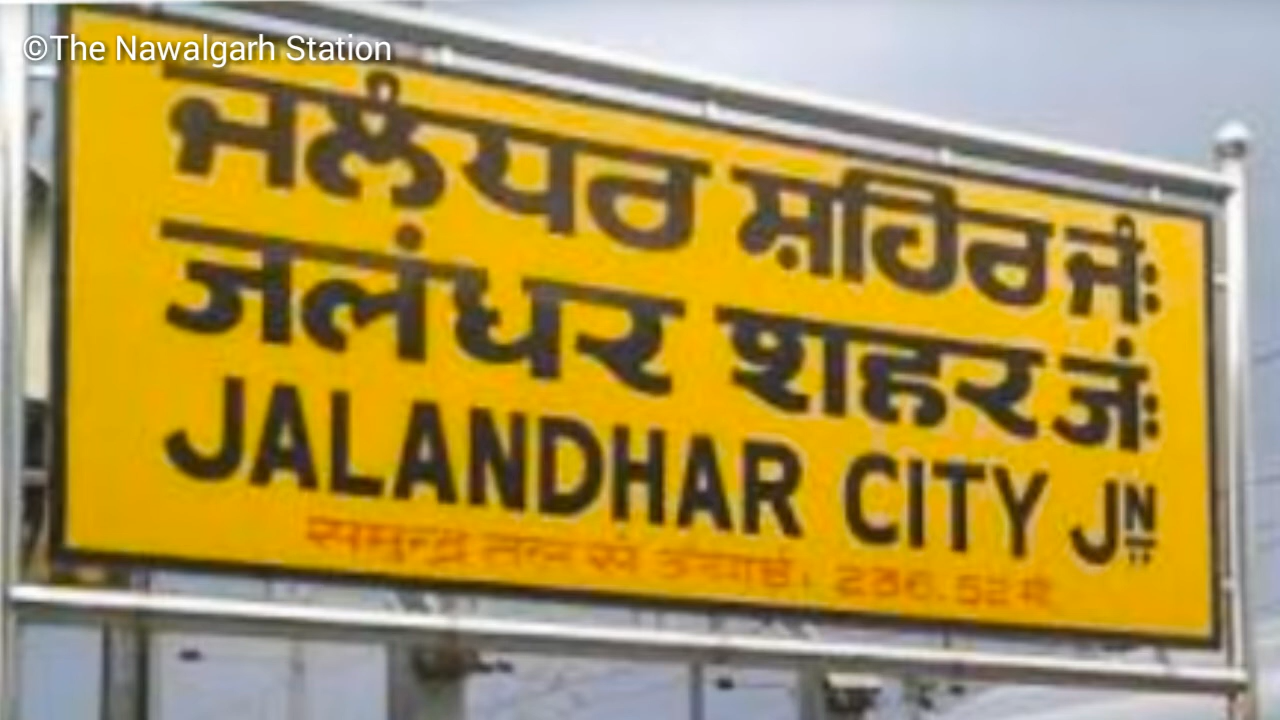 ©The Nawalgarh Station
ਜਲੰਧਰ ਸ਼ਹਿਰ ਜੰ:
जलंधर शहर जं:
JALANDHAR CITY JN
समुन्द्र तल से ऊंचाई. 236.52 मी